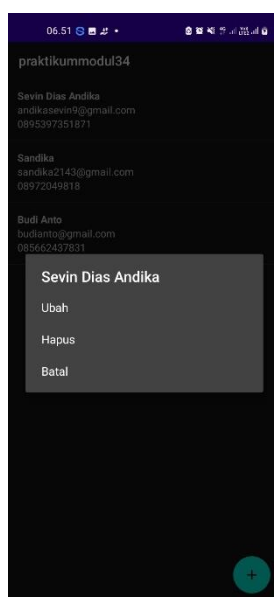 06.51
praktikummodul34
Sevin Dias Andika
andikasevin9@gmail.com
0895397351871
Sandika
sandika2143@gmail.com
08972049818
Budi Anto
budianto@gmail.com
085662437831
Sevin Dias Andika
Ubah
Hapus
Batal
+